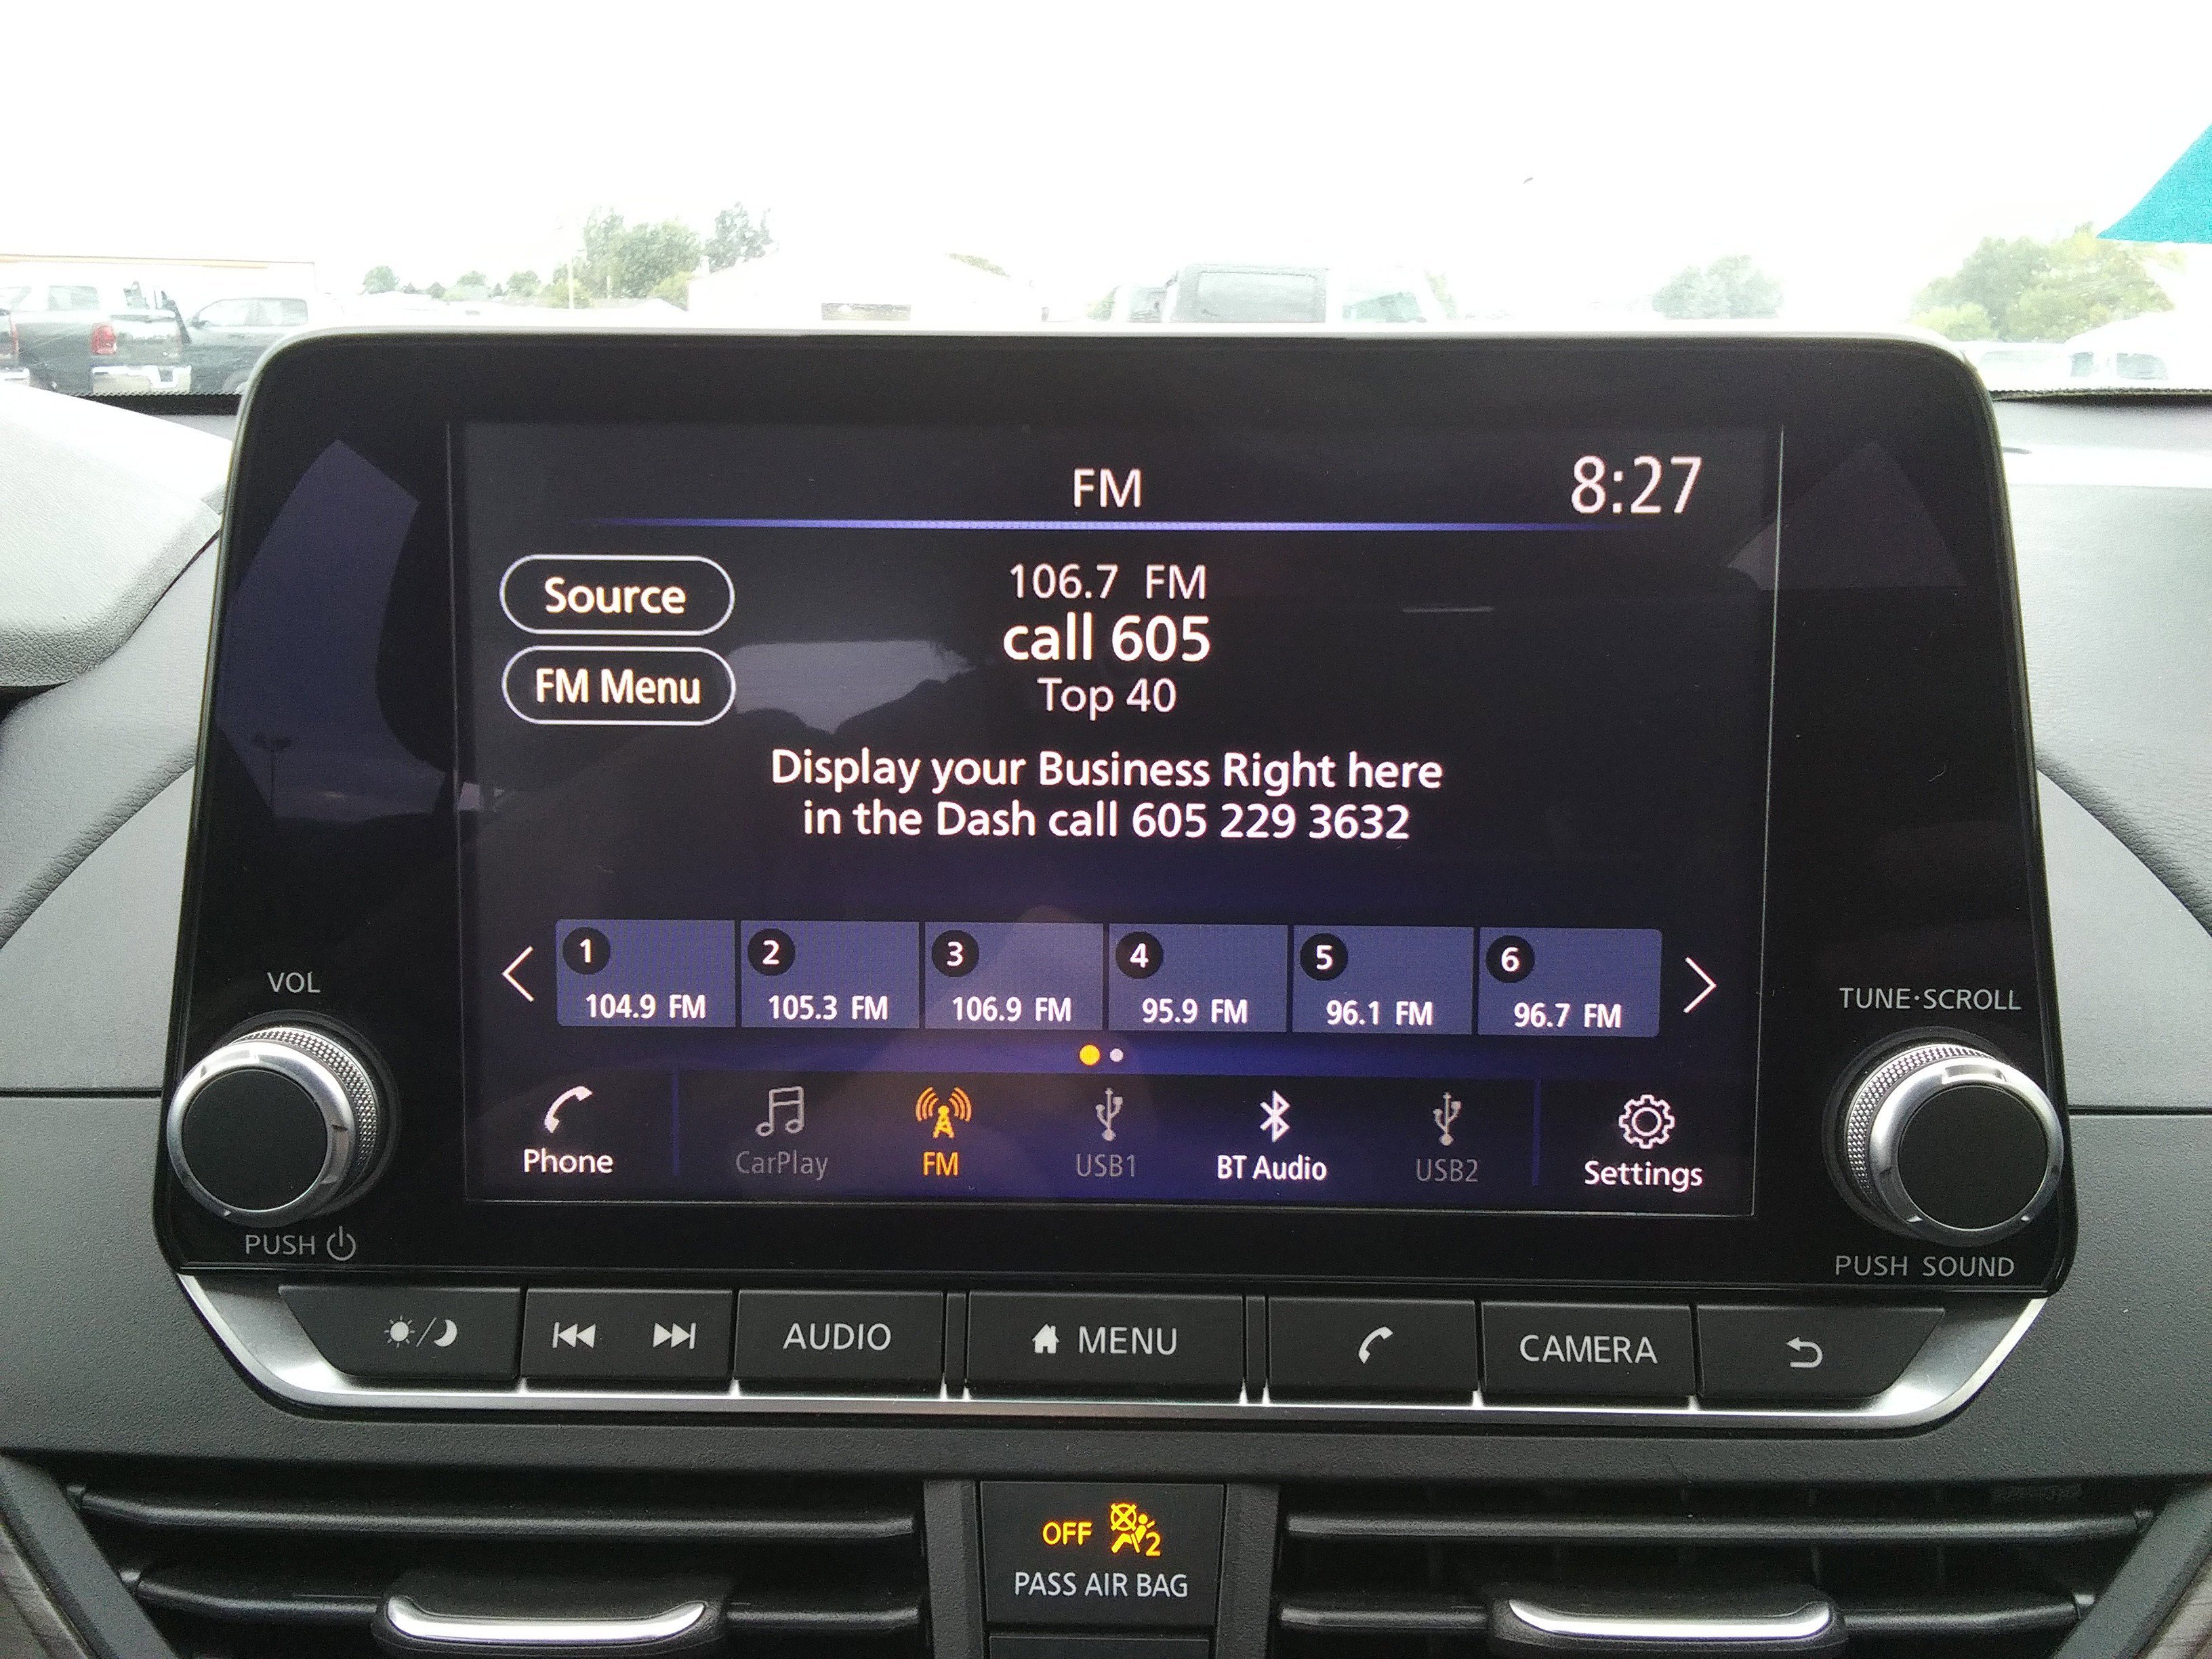 FM
8:27
Source
106.7 FM
call 605
FM Menu
Top 40
Display your Business Right here
in the Dash call 605 229 3632
1
2
3
4
5
6
104.9 FM
105.3 FM
106.9 FM
95.9 FM
96.1 FM
96.7 FM
VOL
TUNE·SCROLL
Phone
CarPlay
FM
USB1
BT Audio
USB2
Settings
PUSH
PUSH SOUND
AUDIO
MENU
CAMERA
OFF
2
PASS AIR BAG